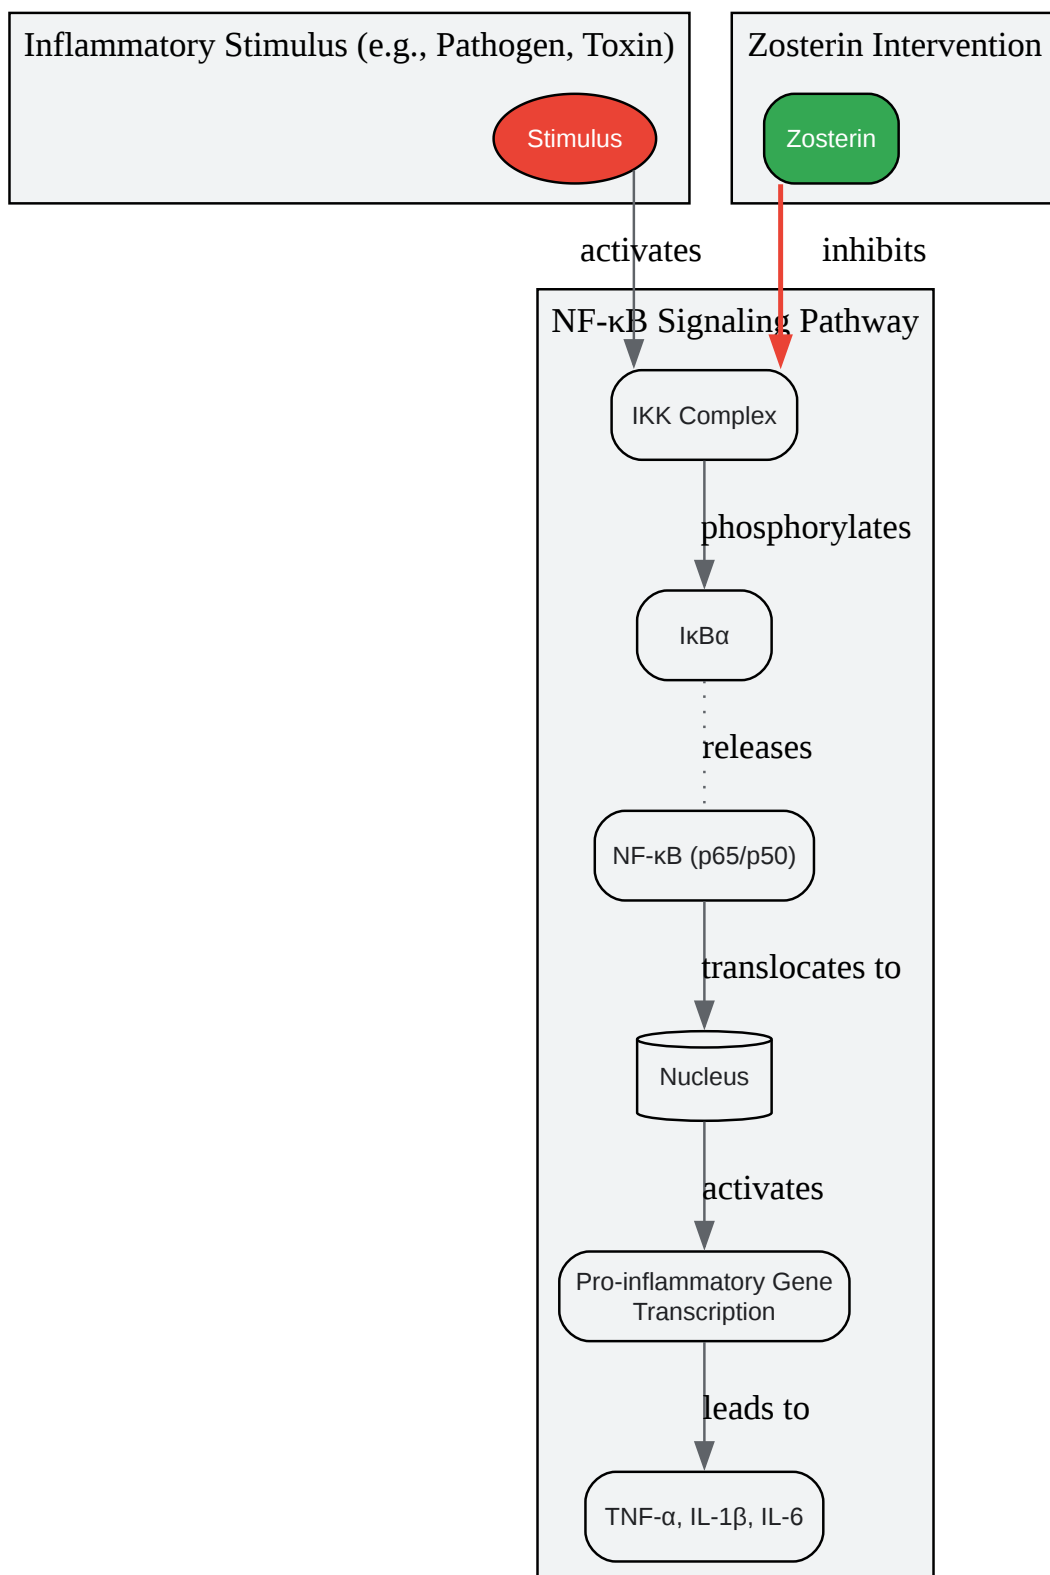 Inflammatory Stimulus (e.g., Pathogen, Toxin)
Zosterin Intervention
Stimulus
Zosterin
activates
inhibits
NF-κB Signaling Pathway
IKK Complex
phosphorylates
IκBα
releases
NF-κB (p65/p50)
translocates to
Nucleus
activates
Pro-inflammatory Gene
Transcription
leads to
TNF-α, IL-1β, IL-6